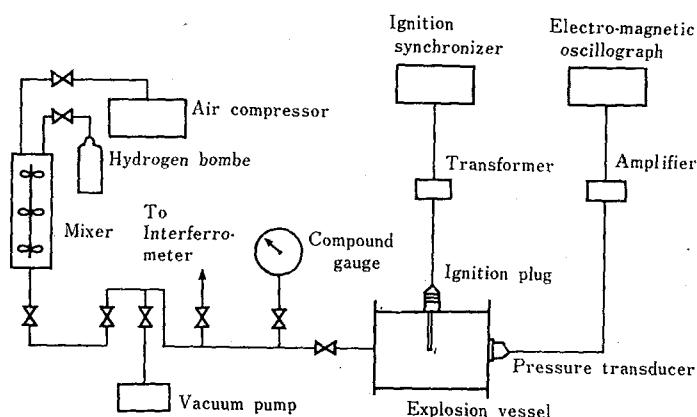 Ignition
synchronizer
Electro-magnetic
oscillograph
Air compressor
Hydrogen bombe
Transformer
Amplifier
Mixer
To
Interferro-
meter
Compound
gauge
Ignition plug
Pressure transducer
Vacuum pump
Explosion vessel